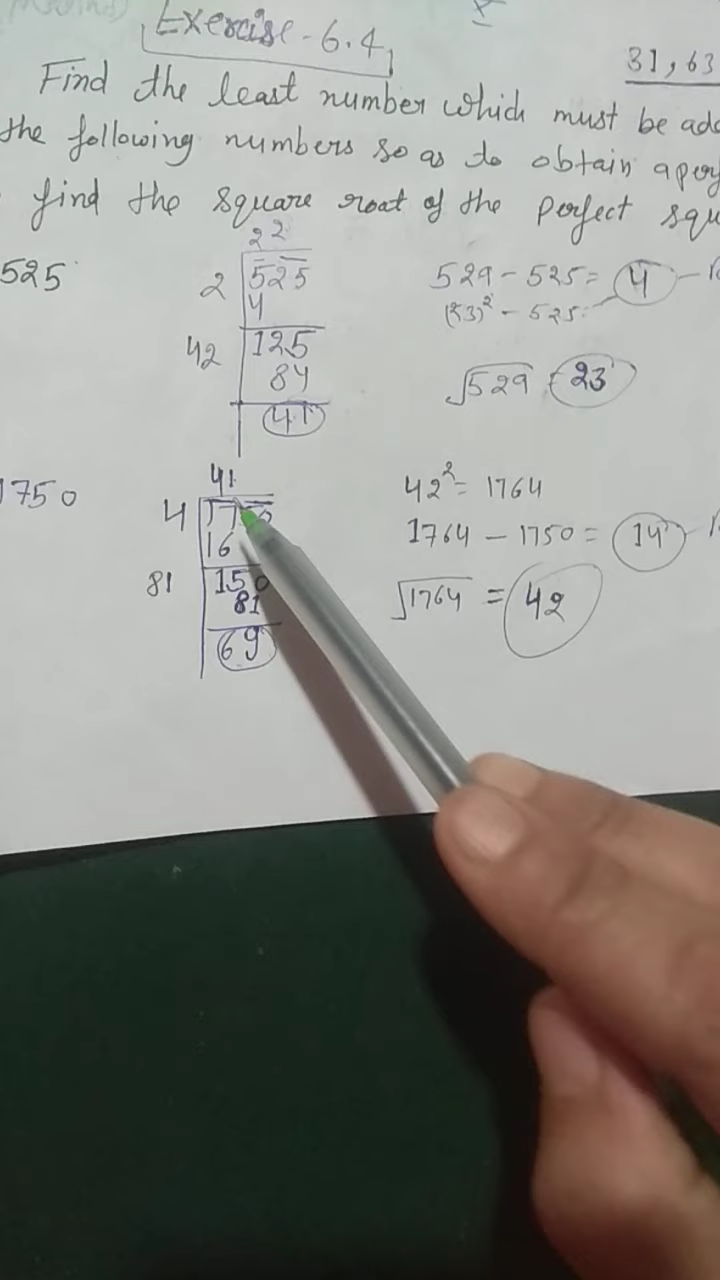 Exercise - 6.4
31, 63
Find the least number which must be
the following numbers so as to obtain a
find the square root of the perfect
525
22
2 525
4
42 125
84
41
529 - 525 = 4
(23)² - 525
√529 = 23
1750
41
4 1750
16
81 150
81
69
42² = 1764
1764 - 1750 = 14
√1764 = 42